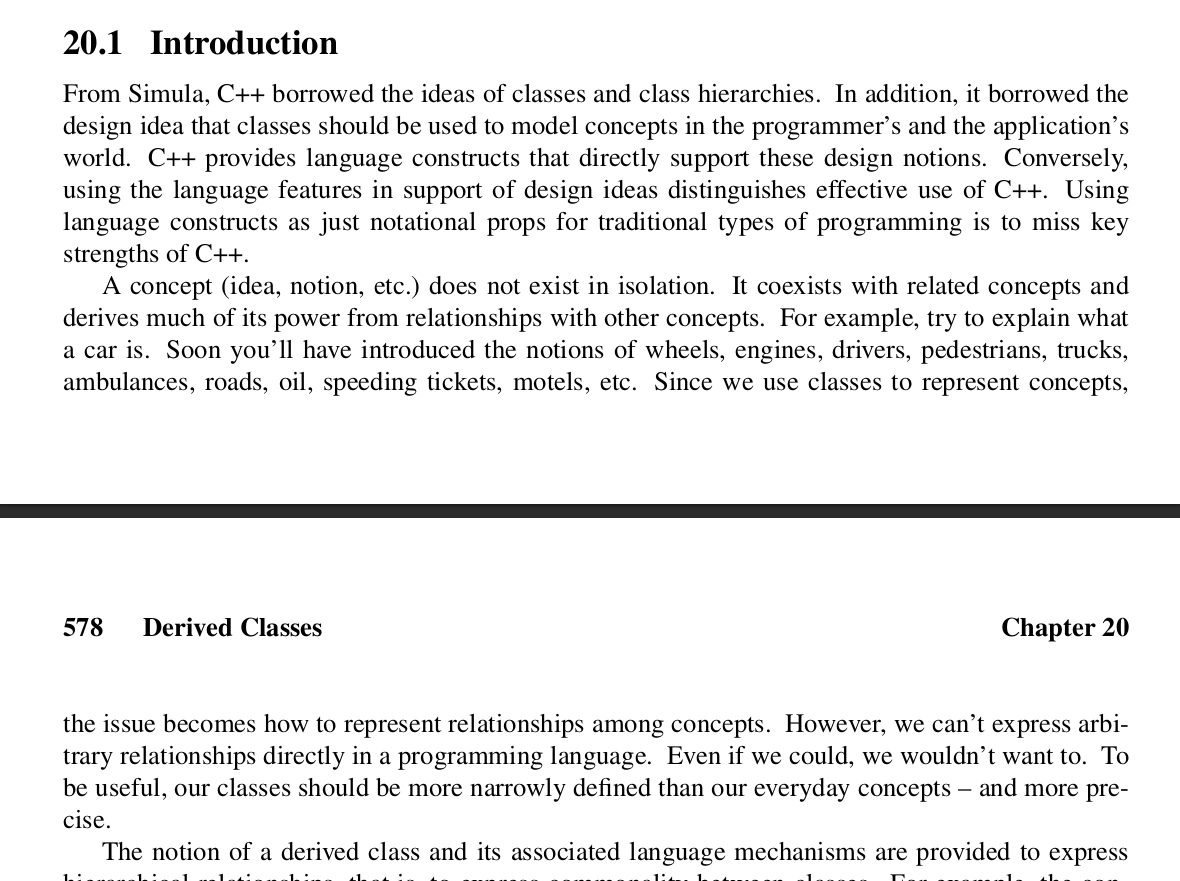 20.1 Introduction
From Simula, C++ borrowed the ideas of classes and class hierarchies. In addition, it borrowed the
design idea that classes should be used to model concepts in the programmer's and the application's
world. C++ provides language constructs that directly support these design notions. Conversely,
using the language features in support of design ideas distinguishes effective use of C++. Using
language constructs as just notational props for traditional types of programming is to miss key
strengths of C++.
A concept (idea, notion, etc.) does not exist in isolation. It coexists with related concepts and
derives much of its power from relationships with other concepts. For example, try to explain what
a car is. Soon you'll have introduced the notions of wheels, engines, drivers, pedestrians, trucks,
ambulances, roads, oil, speeding tickets, motels, etc. Since we use classes to represent concepts,
578 Derived Classes Chapter 20
the issue becomes how to represent relationships among concepts. However, we can't express arbi-
trary relationships directly in a programming language. Even if we could, we wouldn't want to. To
be useful, our classes should be more narrowly defined than our everyday concepts – and more pre-
cise.
The notion of a derived class and its associated language mechanisms are provided to express